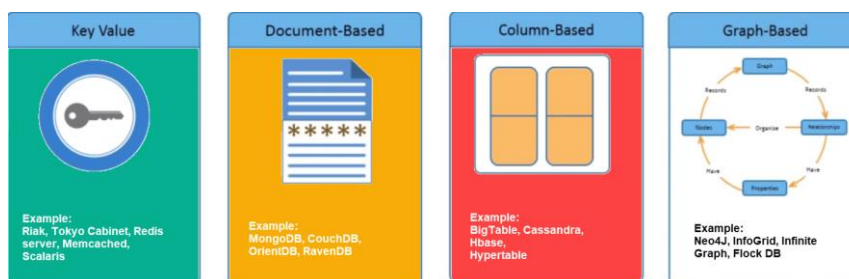 Key Value
Example:
Riak, Tokyo Cabinet, Redis
server, Memcached,
Scalaris
Document-Based
*****
Example:
MongoDB, CouchDB,
OrientDB, RavenDB
Column-Based
Example:
BigTable, Cassandra,
Hbase,
Hypertable
Graph-Based
Graph
Records
Records
Nodes
Organize
Relationships
Have
Have
Properties
Example:
Neo4J, InfoGrid, Infinite
Graph, Flock DB